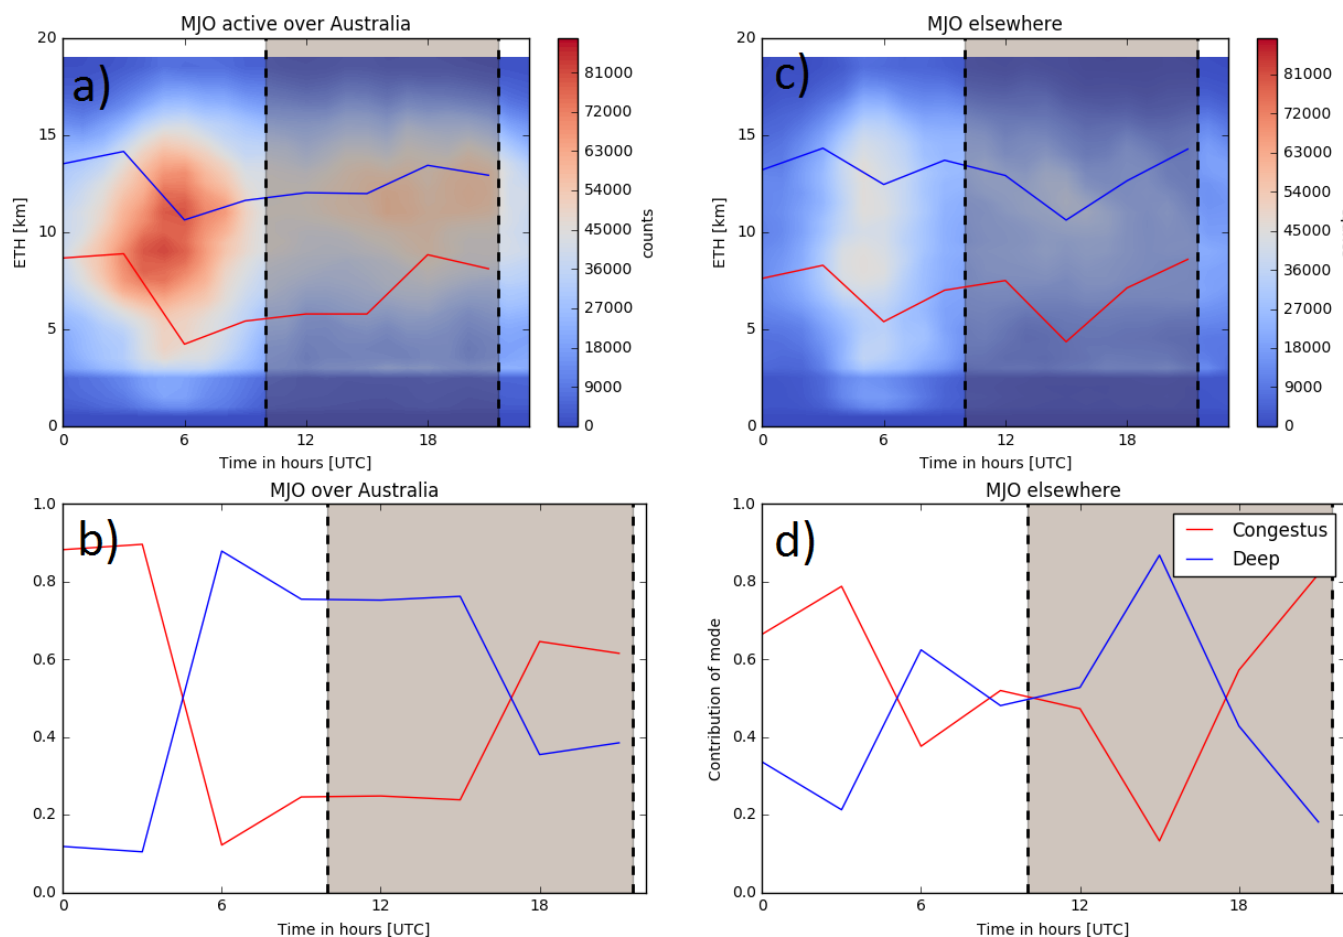 MJO active over Australia
a)
20
15
10
5
0
ETH [km]
0 6 12 18
Time in hours [UTC]
81000
72000
63000
54000
45000
36000
27000
18000
9000
0
counts
MJO elsewhere
c)
20
15
10
5
0
ETH [km]
0 6 12 18
Time in hours [UTC]
81000
72000
63000
54000
45000
36000
27000
18000
9000
0
MJO over Australia
b)
1.0
0.8
0.6
0.4
0.2
0.0
0 6 12 18
Time in hours [UTC]
MJO elsewhere
d)
Congestus
Deep
1.0
0.8
0.6
0.4
0.2
0.0
Contribution of mode
0 6 12 18
Time in hours [UTC]